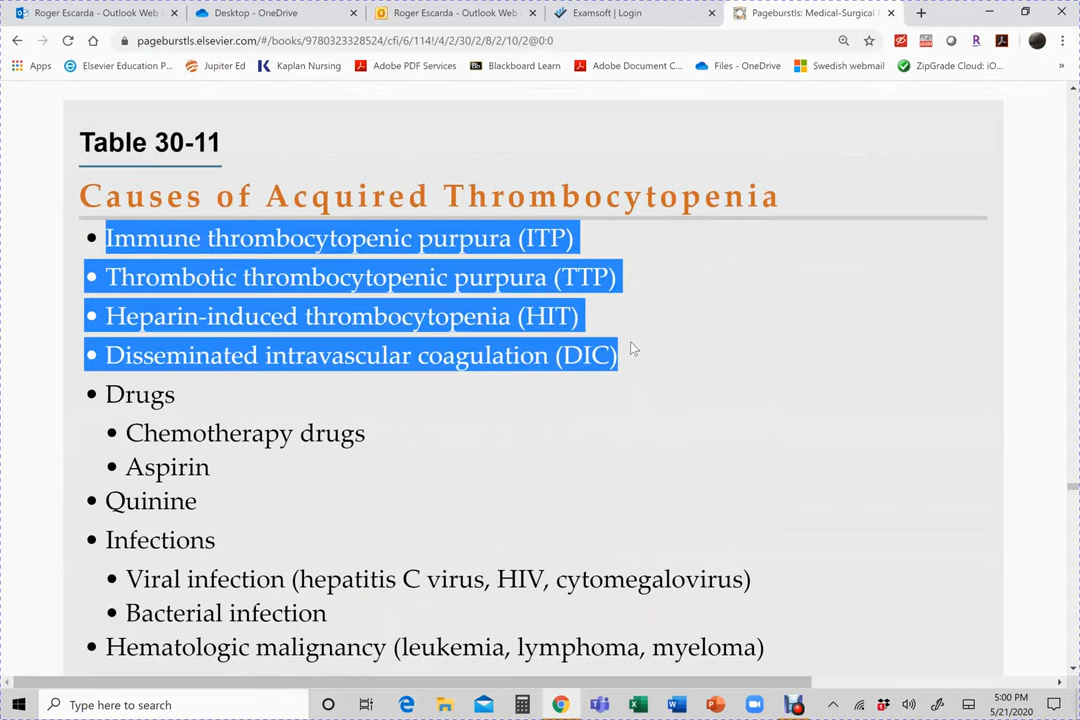 Roger Escarda - Outlook Web
Desktop - OneDrive
Roger Escarda - Outlook Web
Examsoft | Login
Pageburstls: Medical-Surgical
pageburstls.elsevier.com/#/books/9780323328524/cfi/6/114!/4/2/30/2/8/2/10/2@0:0
Apps
Elsevier Education P...
Jupiter Ed
Kaplan Nursing
Adobe PDF Services
Bb
Blackboard Learn
Adobe Document C...
Files - OneDrive
Swedish webmail
ZipGrade Cloud: iO...
»
Table 30-11
Causes of Acquired Thrombocytopenia
• Immune thrombocytopenic purpura (ITP)
• Thrombotic thrombocytopenic purpura (TTP)
• Heparin-induced thrombocytopenia (HIT)
• Disseminated intravascular coagulation (DIC)
• Drugs
• Chemotherapy drugs
• Aspirin
• Quinine
• Infections
• Viral infection (hepatitis C virus, HIV, cytomegalovirus)
• Bacterial infection
• Hematologic malignancy (leukemia, lymphoma, myeloma)
Type here to search
5:00 PM
5/21/2020